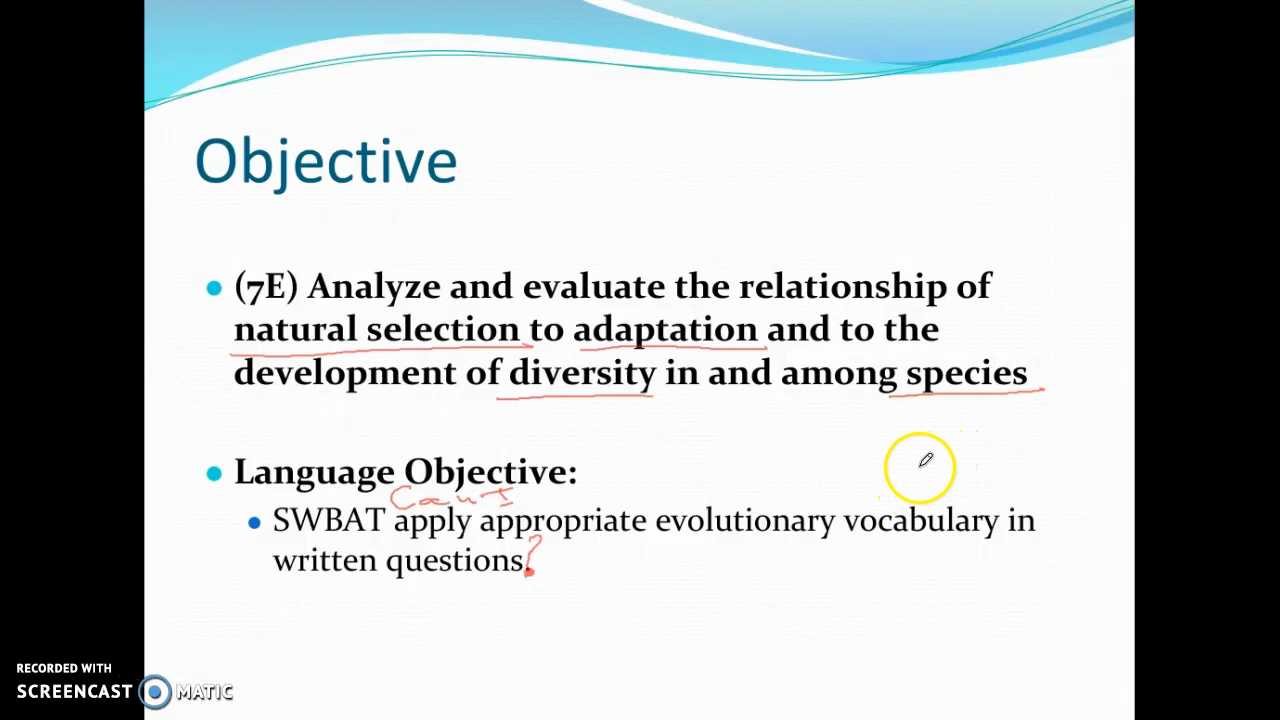 Objective
(7E) Analyze and evaluate the relationship of
natural selection to adaptation and to the
development of diversity in and among species
Language Objective:
SWBAT apply appropriate evolutionary vocabulary in
written questions.?
RECORDED WITH
SCREENCAST MATIC